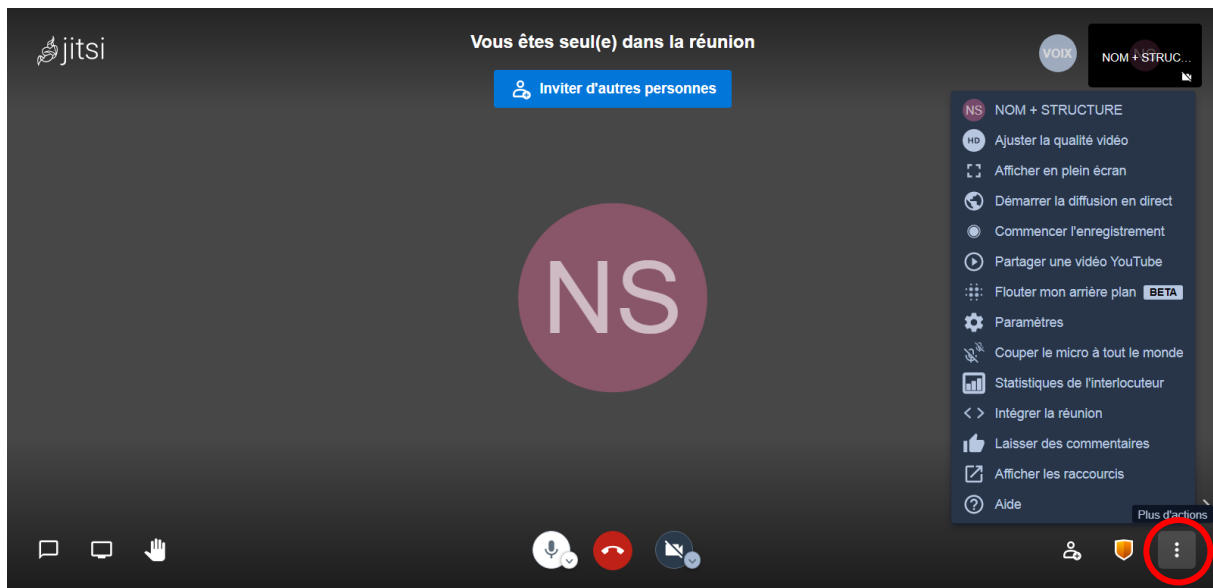 jitsi
Vous êtes seul(e) dans la réunion
Inviter d'autres personnes
VOIX
NS
NOM + STRUC...
NS NOM + STRUCTURE
HD Ajuster la qualité vidéo
Afficher en plein écran
Démarrer la diffusion en direct
Commencer l'enregistrement
Partager une vidéo YouTube
Flouter mon arrière plan BETA
Paramètres
Couper le micro à tout le monde
Statistiques de l'interlocuteur
Intégrer la réunion
Laisser des commentaires
Afficher les raccourcis
Aide
NS
Plus d'actions